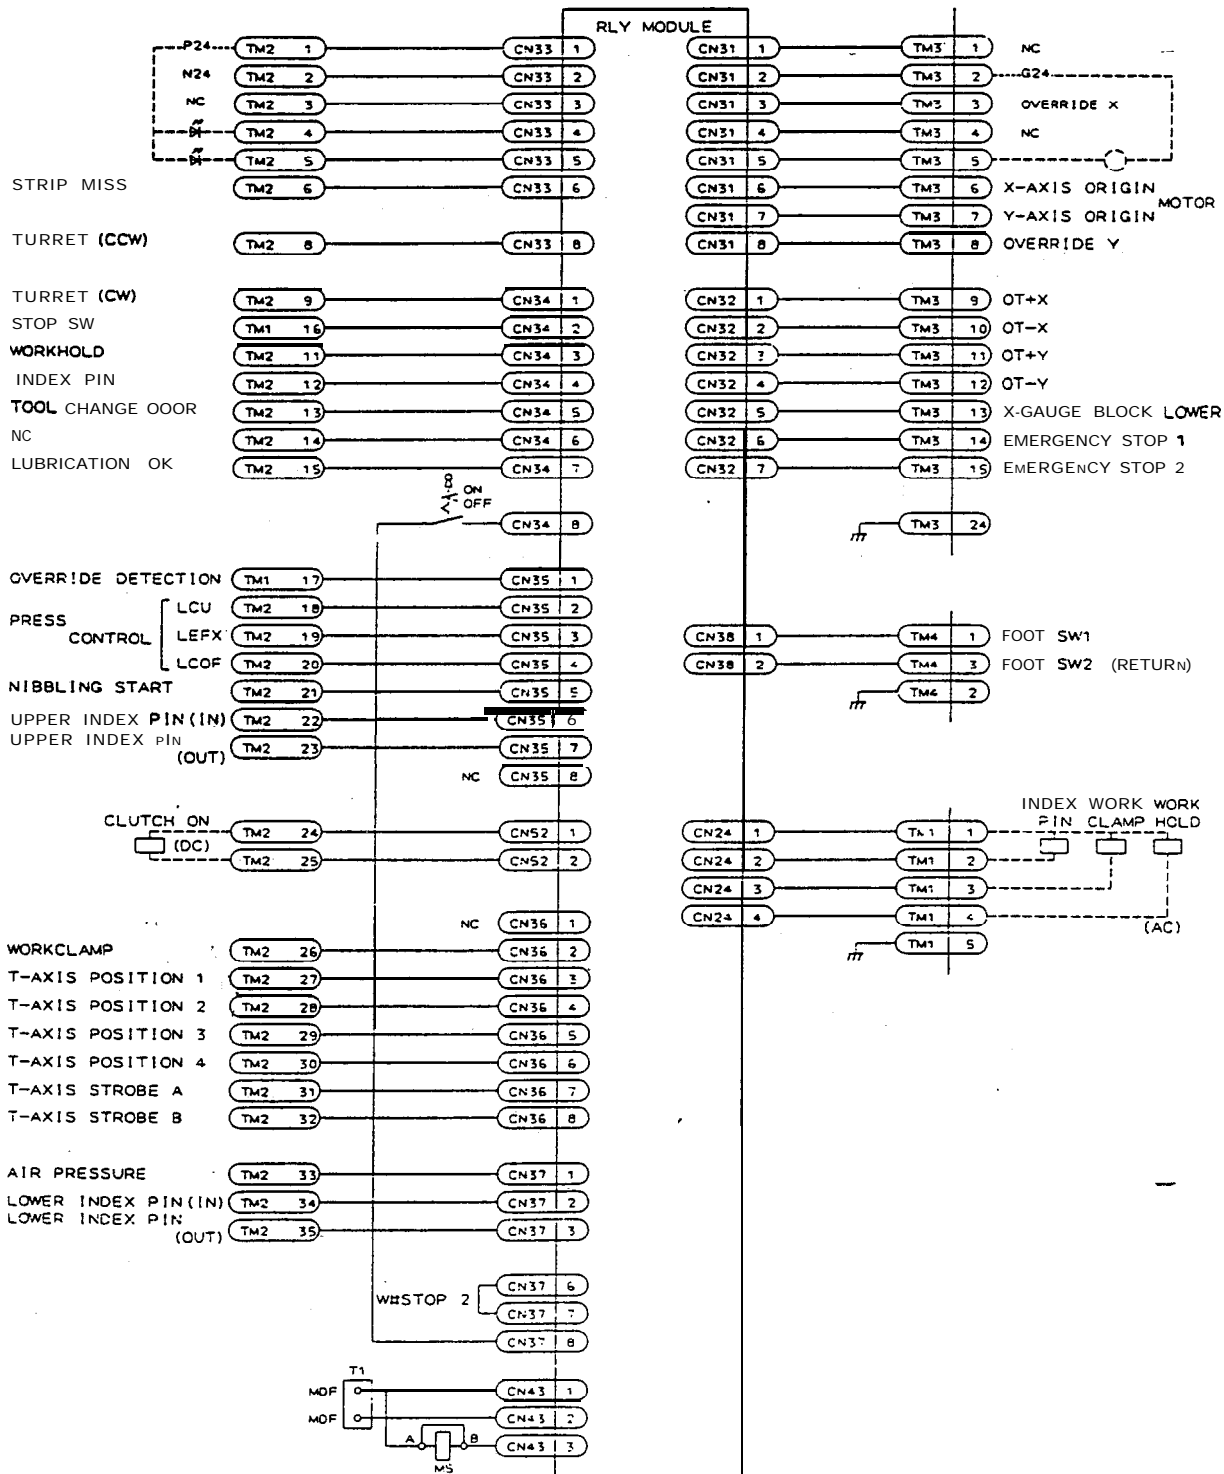 RLY MODULE
P24 TM2 1 CN33 1 CN31 1 TM3 1 NC
N24 TM2 2 CN33 2 CN31 2 TM3 2 G24
NC TM2 3 CN33 3 CN31 3 TM3 3 OVERRIDE X
TM2 4 CN33 4 CN31 4 TM3 4 NC
TM2 5 CN33 5 CN31 5 TM3 5
STRIP MISS TM2 6 CN33 6 CN31 6 TM3 6 X-AXIS ORIGIN
MOTOR
CN31 7 TM3 7 Y-AXIS ORIGIN
TURRET (CCW) TM2 8 CN33 8 CN31 8 TM3 8 OVERRIDE Y
TURRET (CW) TM2 9 CN34 1 CN32 1 TM3 9 OT+X
STOP SW TM1 16 CN34 2 CN32 2 TM3 10 OT-X
WORKHOLD TM2 11 CN34 3 CN32 3 TM3 11 OT+Y
INDEX PIN TM2 12 CN34 4 CN32 4 TM3 12 OT-Y
TOOL CHANGE OOOR TM2 13 CN34 5 CN32 5 TM3 13 X-GAUGE BLOCK LOWER
NC TM2 14 CN34 6 CN32 6 TM3 14 EMERGENCY STOP 1
LUBRICATION OK TM2 15 CN34 7 CN32 7 TM3 15 EMERGENCY STOP 2
ON
OFF
CN34 8 TM3 24
OVERRIDE DETECTION TM1 17 CN35 1
PRESS CONTROL
LCU TM2 18 CN35 2
LEFX TM2 19 CN35 3 CN38 1 TM4 1 FOOT SW1
LCOF TM2 20 CN35 4 CN38 2 TM4 3 FOOT SW2 (RETURN)
NIBBLING START TM2 21 CN35 5 TM4 2
UPPER INDEX PIN(IN) TM2 22 CN35 6
UPPER INDEX PIN (OUT) TM2 23 CN35 7
NC CN35 8
INDEX PIN WORK CLAMP WORK HOLD
CLUTCH ON (DC) TM2 24 CN52 1 CN24 1 TM1 1
TM2 25 CN52 2 CN24 2 TM1 2
CN24 3 TM1 3
NC CN36 1 CN24 4 TM1 4
(AC)
WORKCLAMP TM2 26 CN36 2 TM1 5
T-AXIS POSITION 1 TM2 27 CN36 3
T-AXIS POSITION 2 TM2 28 CN36 4
T-AXIS POSITION 3 TM2 29 CN36 5
T-AXIS POSITION 4 TM2 30 CN36 6
T-AXIS STROBE A TM2 31 CN36 7
T-AXIS STROBE B TM2 32 CN36 8
AIR PRESSURE TM2 33 CN37 1
LOWER INDEX PIN(IN) TM2 34 CN37 2
LOWER INDEX PIN (OUT) TM2 35 CN37 3
W#STOP 2 CN37 6
CN37 7
CN37 8
T1
MDF CN43 1
MDF CN43 2
A B CN43 3
MS